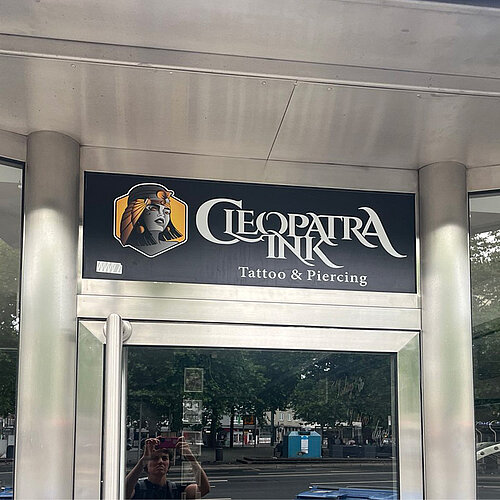 CLEOPATRA
INK
Tattoo & Piercing